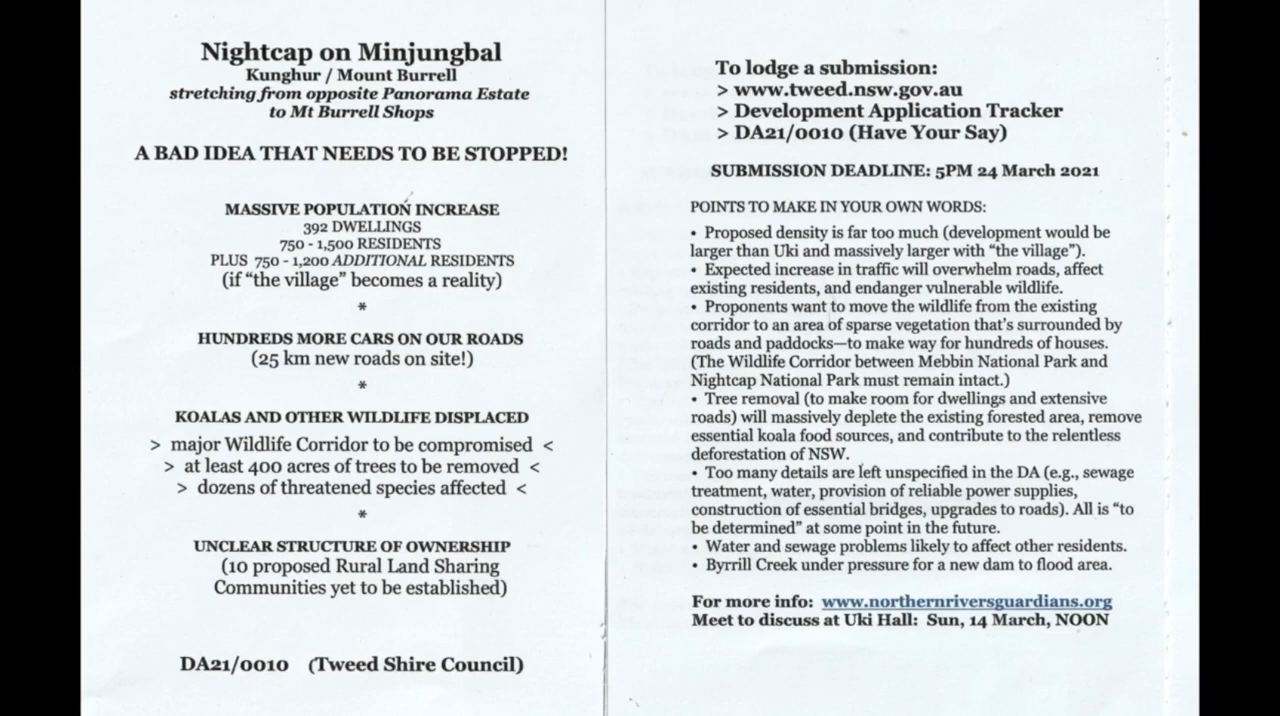 Nightcap on Minjungbal
Kunghur / Mount Burrell
stretching from opposite Panorama Estate
to Mt Burrell Shops
A BAD IDEA THAT NEEDS TO BE STOPPED!
MASSIVE POPULATION INCREASE
392 DWELLINGS
750 - 1,500 RESIDENTS
PLUS 750 - 1,200 ADDITIONAL RESIDENTS
(if “the village” becomes a reality)
*
HUNDREDS MORE CARS ON OUR ROADS
(25 km new roads on site!)
*
KOALAS AND OTHER WILDLIFE DISPLACED
> major Wildlife Corridor to be compromised <
> at least 400 acres of trees to be removed <
> dozens of threatened species affected <
*
UNCLEAR STRUCTURE OF OWNERSHIP
(10 proposed Rural Land Sharing
Communities yet to be established)
DA21/0010 (Tweed Shire Council)
To lodge a submission:
> www.tweed.nsw.gov.au
> Development Application Tracker
> DA21/0010 (Have Your Say)
SUBMISSION DEADLINE: 5PM 24 March 2021
POINTS TO MAKE IN YOUR OWN WORDS:
• Proposed density is far too much (development would be
larger than Uki and massively larger with “the village”).
• Expected increase in traffic will overwhelm roads, affect
existing residents, and endanger vulnerable wildlife.
• Proponents want to move the wildlife from the existing
corridor to an area of sparse vegetation that’s surrounded by
roads and paddocks—to make way for hundreds of houses.
(The Wildlife Corridor between Mebbin National Park and
Nightcap National Park must remain intact.)
• Tree removal (to make room for dwellings and extensive
roads) will massively deplete the existing forested area, remove
essential koala food sources, and contribute to the relentless
deforestation of NSW.
• Too many details are left unspecified in the DA (e.g., sewage
treatment, water, provision of reliable power supplies,
construction of essential bridges, upgrades to roads). All is “to
be determined” at some point in the future.
• Water and sewage problems likely to affect other residents.
• Byrrill Creek under pressure for a new dam to flood area.
For more info: www.northernriversguardians.org
Meet to discuss at Uki Hall: Sun, 14 March, NOON